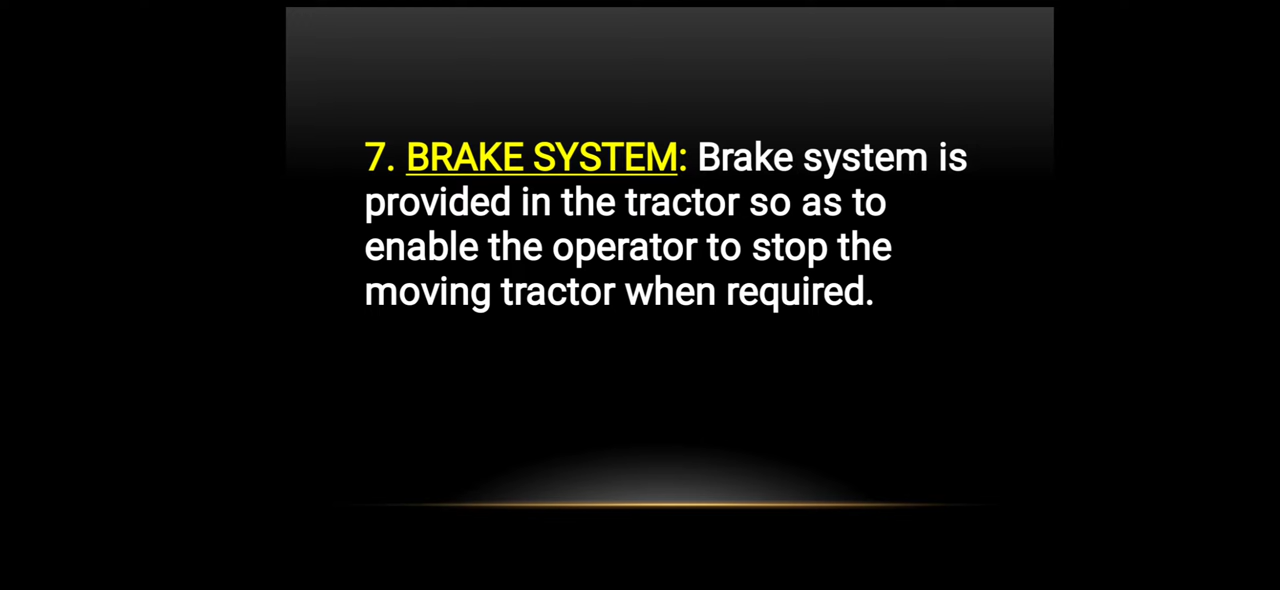 7. BRAKE SYSTEM: Brake system is
provided in the tractor so as to
enable the operator to stop the
moving tractor when required.